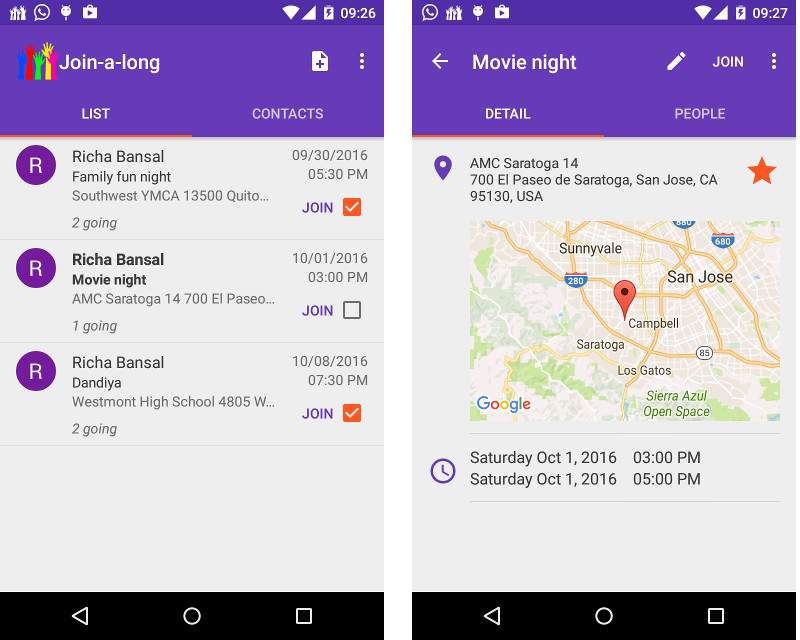 09:26
Join-a-long
LIST
CONTACTS
R
Richa Bansal
09/30/2016
Family fun night
05:30 PM
Southwest YMCA 13500 Quito...
JOIN
2 going
R
Richa Bansal
10/01/2016
Movie night
03:00 PM
AMC Saratoga 14 700 El Paseo...
JOIN
1 going
R
Richa Bansal
10/08/2016
Dandiya
07:30 PM
Westmont High School 4805 W...
JOIN
2 going
09:27
Movie night
JOIN
DETAIL
PEOPLE
AMC Saratoga 14
700 El Paseo de Saratoga, San Jose, CA
95130, USA
680
680
Sunnyvale
280
San Jose
Campbell
Saratoga
85
Los Gatos
Sierra Azul
Open Space
Google
Saturday Oct 1, 2016 03:00 PM
Saturday Oct 1, 2016 05:00 PM